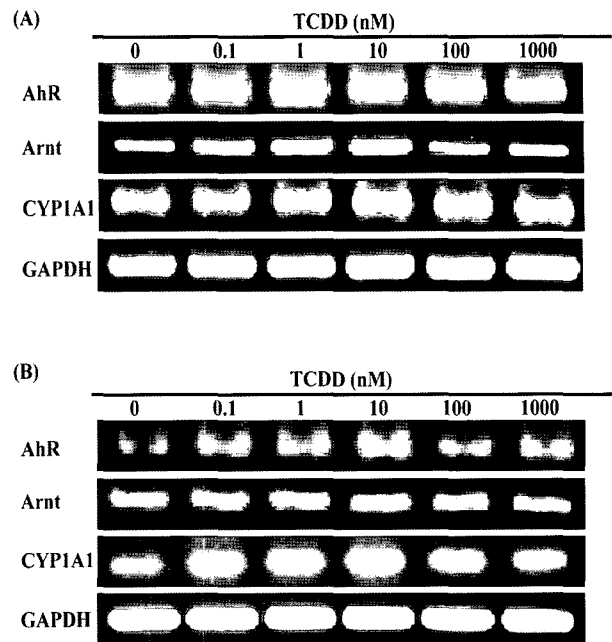 (A)
TCDD (nM)
0 0.1 1 10 100 1000
AhR
Arnt
CYP1A1
GAPDH
(B)
TCDD (nM)
0 0.1 1 10 100 1000
AhR
Arnt
CYP1A1
GAPDH